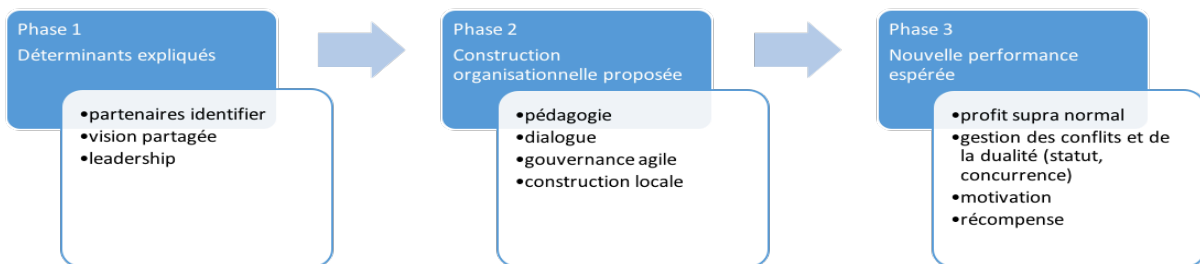 Phase 1
Déterminants expliqués
•partenaires identifier
•vision partagée
•leadership
Phase 2
Construction
organisationnelle proposée
•pédagogie
•dialogue
•gouvernance agile
•construction locale
Phase 3
Nouvelle performance
espérée
•profit supra normal
•gestion des conflits et de
la dualité (statut,
concurrence)
•motivation
•récompense